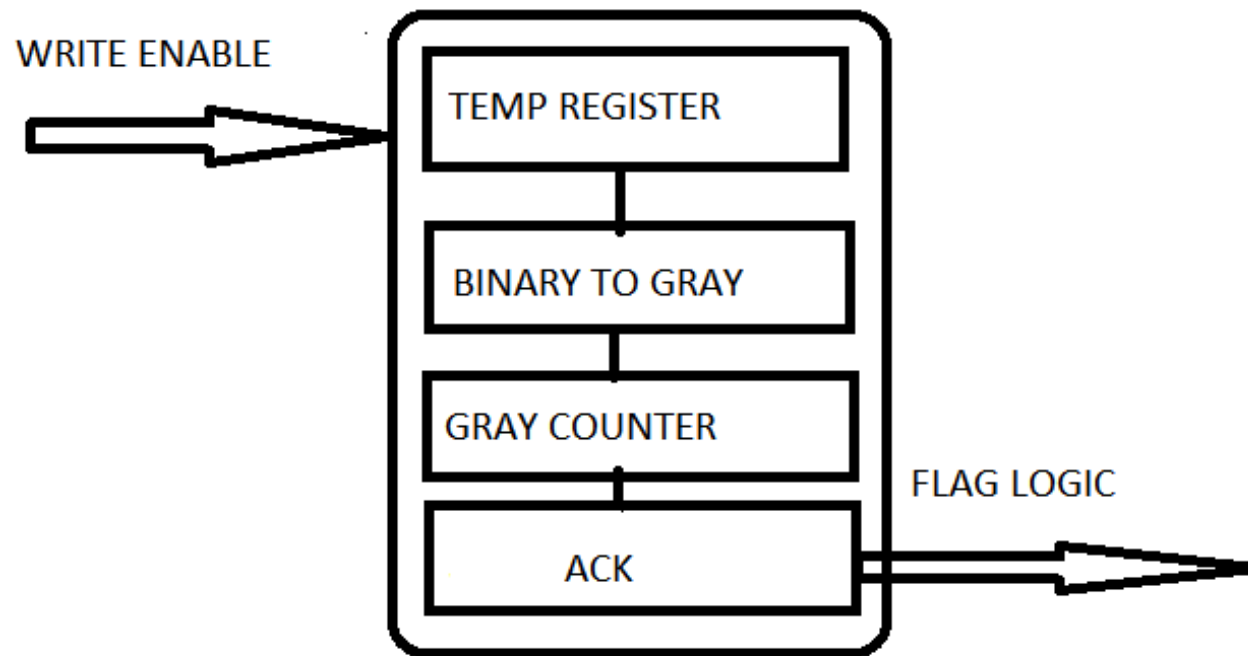 WRITE ENABLE
TEMP REGISTER
BINARY TO GRAY
GRAY COUNTER
FLAG LOGIC
ACK